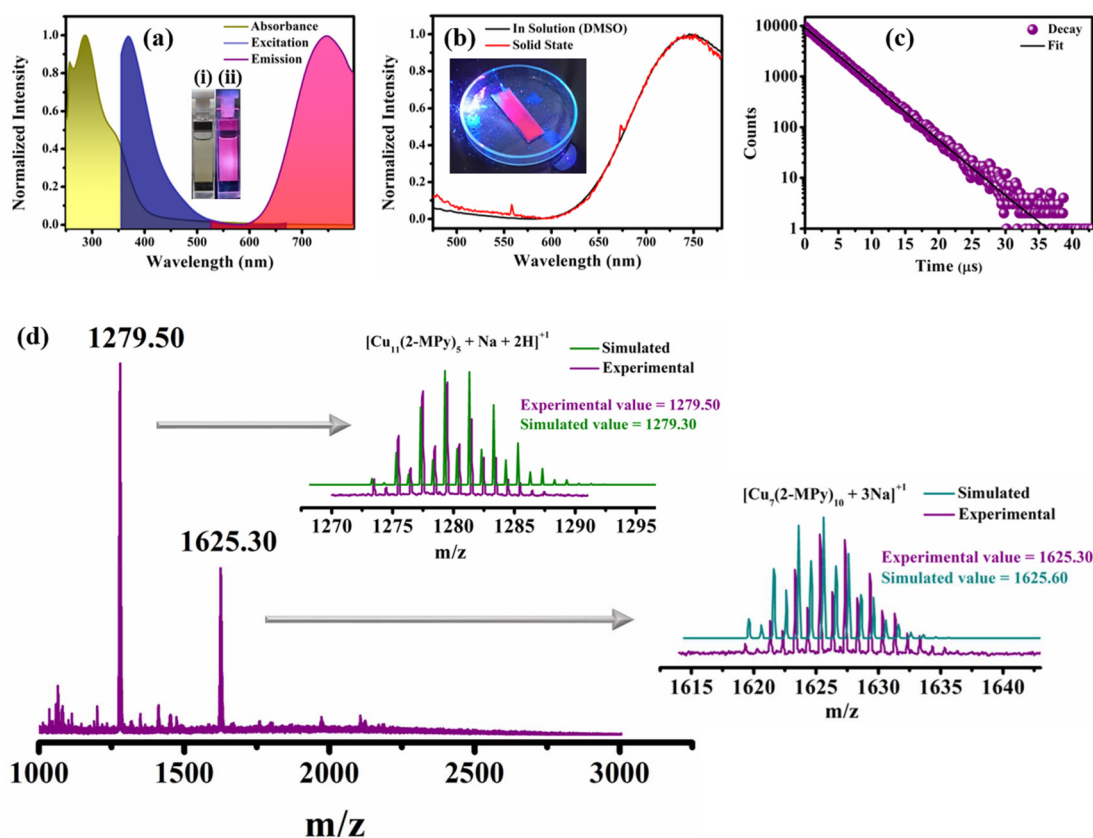 (a)
Absorbance
Excitation
Emission
(i) (ii)
Normalized Intensity
1.0
0.8
0.6
0.4
0.2
0.0
300 400 500 600 700
Wavelength (nm)
(b)
In Solution (DMSO)
Solid State
Normalized Intensity
1.0
0.8
0.6
0.4
0.2
0.0
500 550 600 650 700 750
Wavelength (nm)
(c)
Decay
Fit
Counts
10000
1000
100
10
1
0 5 10 15 20 25 30 35 40
Time (μs)
(d)
1279.50
1625.30
1000 1500 2000 2500 3000
m/z
[Cu₁₁(2-MPy)₅ + Na + 2H]⁺¹
Simulated
Experimental
Experimental value = 1279.50
Simulated value = 1279.30
1270 1275 1280 1285 1290 1295
m/z
[Cu₇(2-MPy)₁₀ + 3Na]⁺¹
Simulated
Experimental
Experimental value = 1625.30
Simulated value = 1625.60
1615 1620 1625 1630 1635 1640
m/z